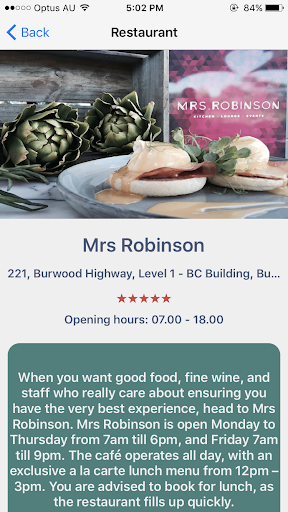 Optus AU 5:02 PM 84%
Back Restaurant
MRS.ROBINSON
KITCHEN • LOUNGE • EVENTS
Mrs Robinson
221, Burwood Highway, Level 1 - BC Building, Bu...
★★★★★
Opening hours: 07.00 - 18.00
When you want good food, fine wine, and
staff who really care about ensuring you
have the very best experience, head to Mrs
Robinson. Mrs Robinson is open Monday to
Thursday from 7am till 6pm, and Friday 7am
till 9pm. The café operates all day, with an
exclusive a la carte lunch menu from 12pm –
3pm. You are advised to book for lunch, as
the restaurant fills up quickly.